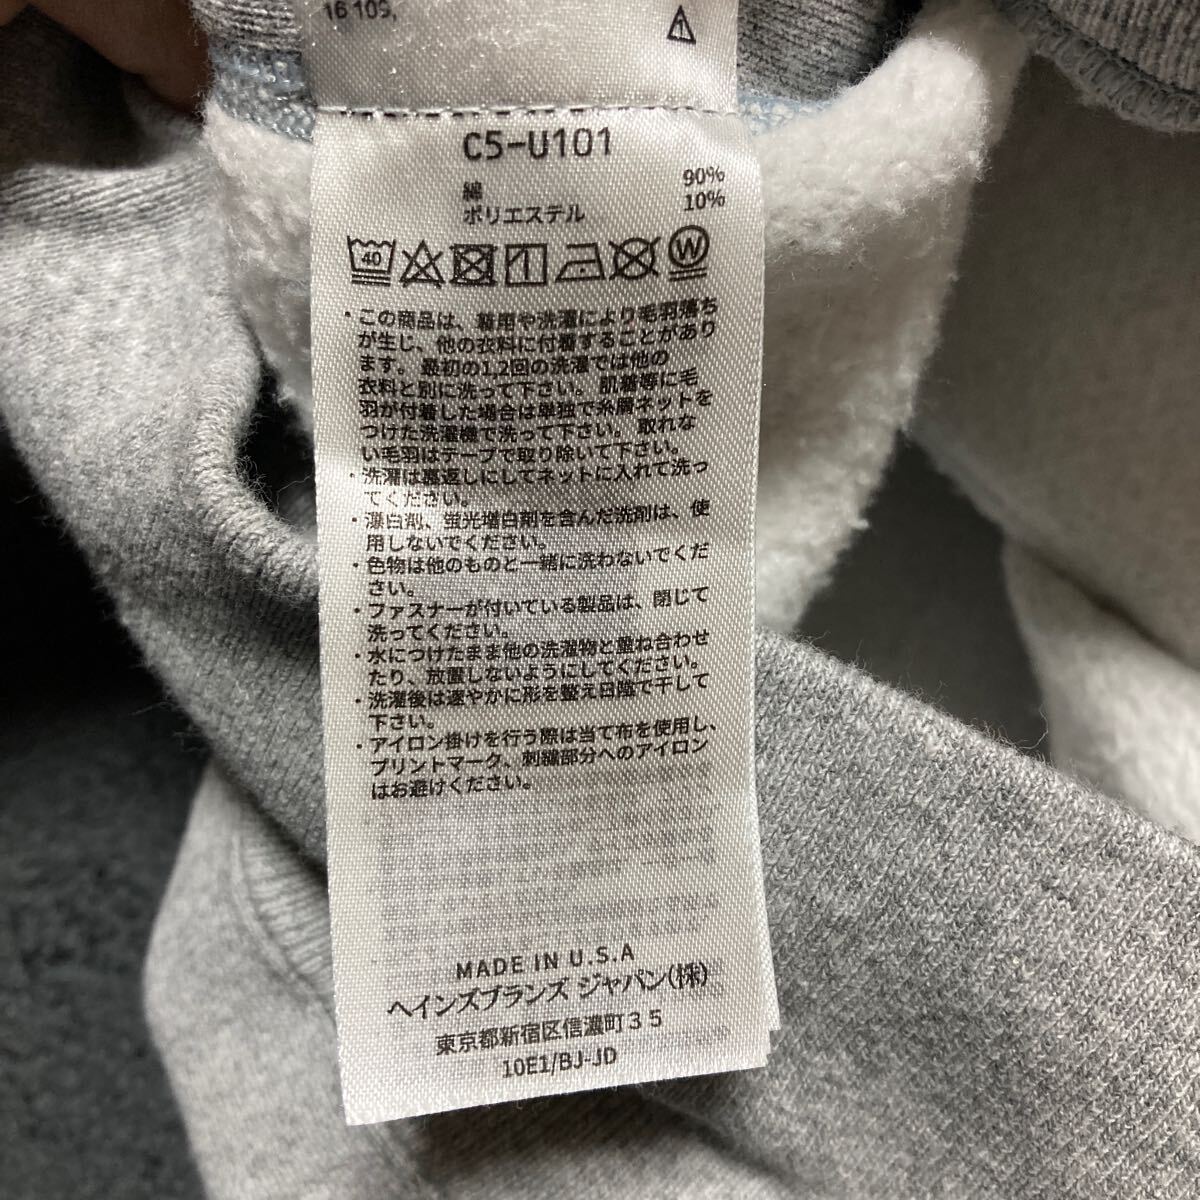 16 109,
C5-U101
綿 90%
ポリエステル 10%
40 W
・この商品は、着用や洗濯により毛羽落ち
が生じ、他の衣料に付着することがあり
ます。最初の1,2回の洗濯では他の
衣料と別に洗って下さい。肌着等に毛
羽が付着した場合は単独で糸屑ネットを
つけた洗濯機で洗って下さい。取れな
い毛羽はテープで取り除いて下さい。
・洗濯は裏返しにしてネットに入れて洗っ
てください。
・漂白剤、蛍光増白剤を含んだ洗剤は、使
用しないでください。
・色物は他のものと一緒に洗わないでくだ
さい。
・ファスナーが付いている製品は、閉じて
洗ってください。
・水につけたまま他の洗濯物と重ね合わせ
たり、放置しないようにしてください。
・洗濯後は速やかに形を整え日陰で干して
下さい。
・アイロン掛けを行う際は当て布を使用し、
プリントマーク、刺繍部分へのアイロン
はお避けください。
MADE IN U.S.A
ヘインズブランズ ジャパン(株)
東京都新宿区信濃町35
10E1/BJ-JD